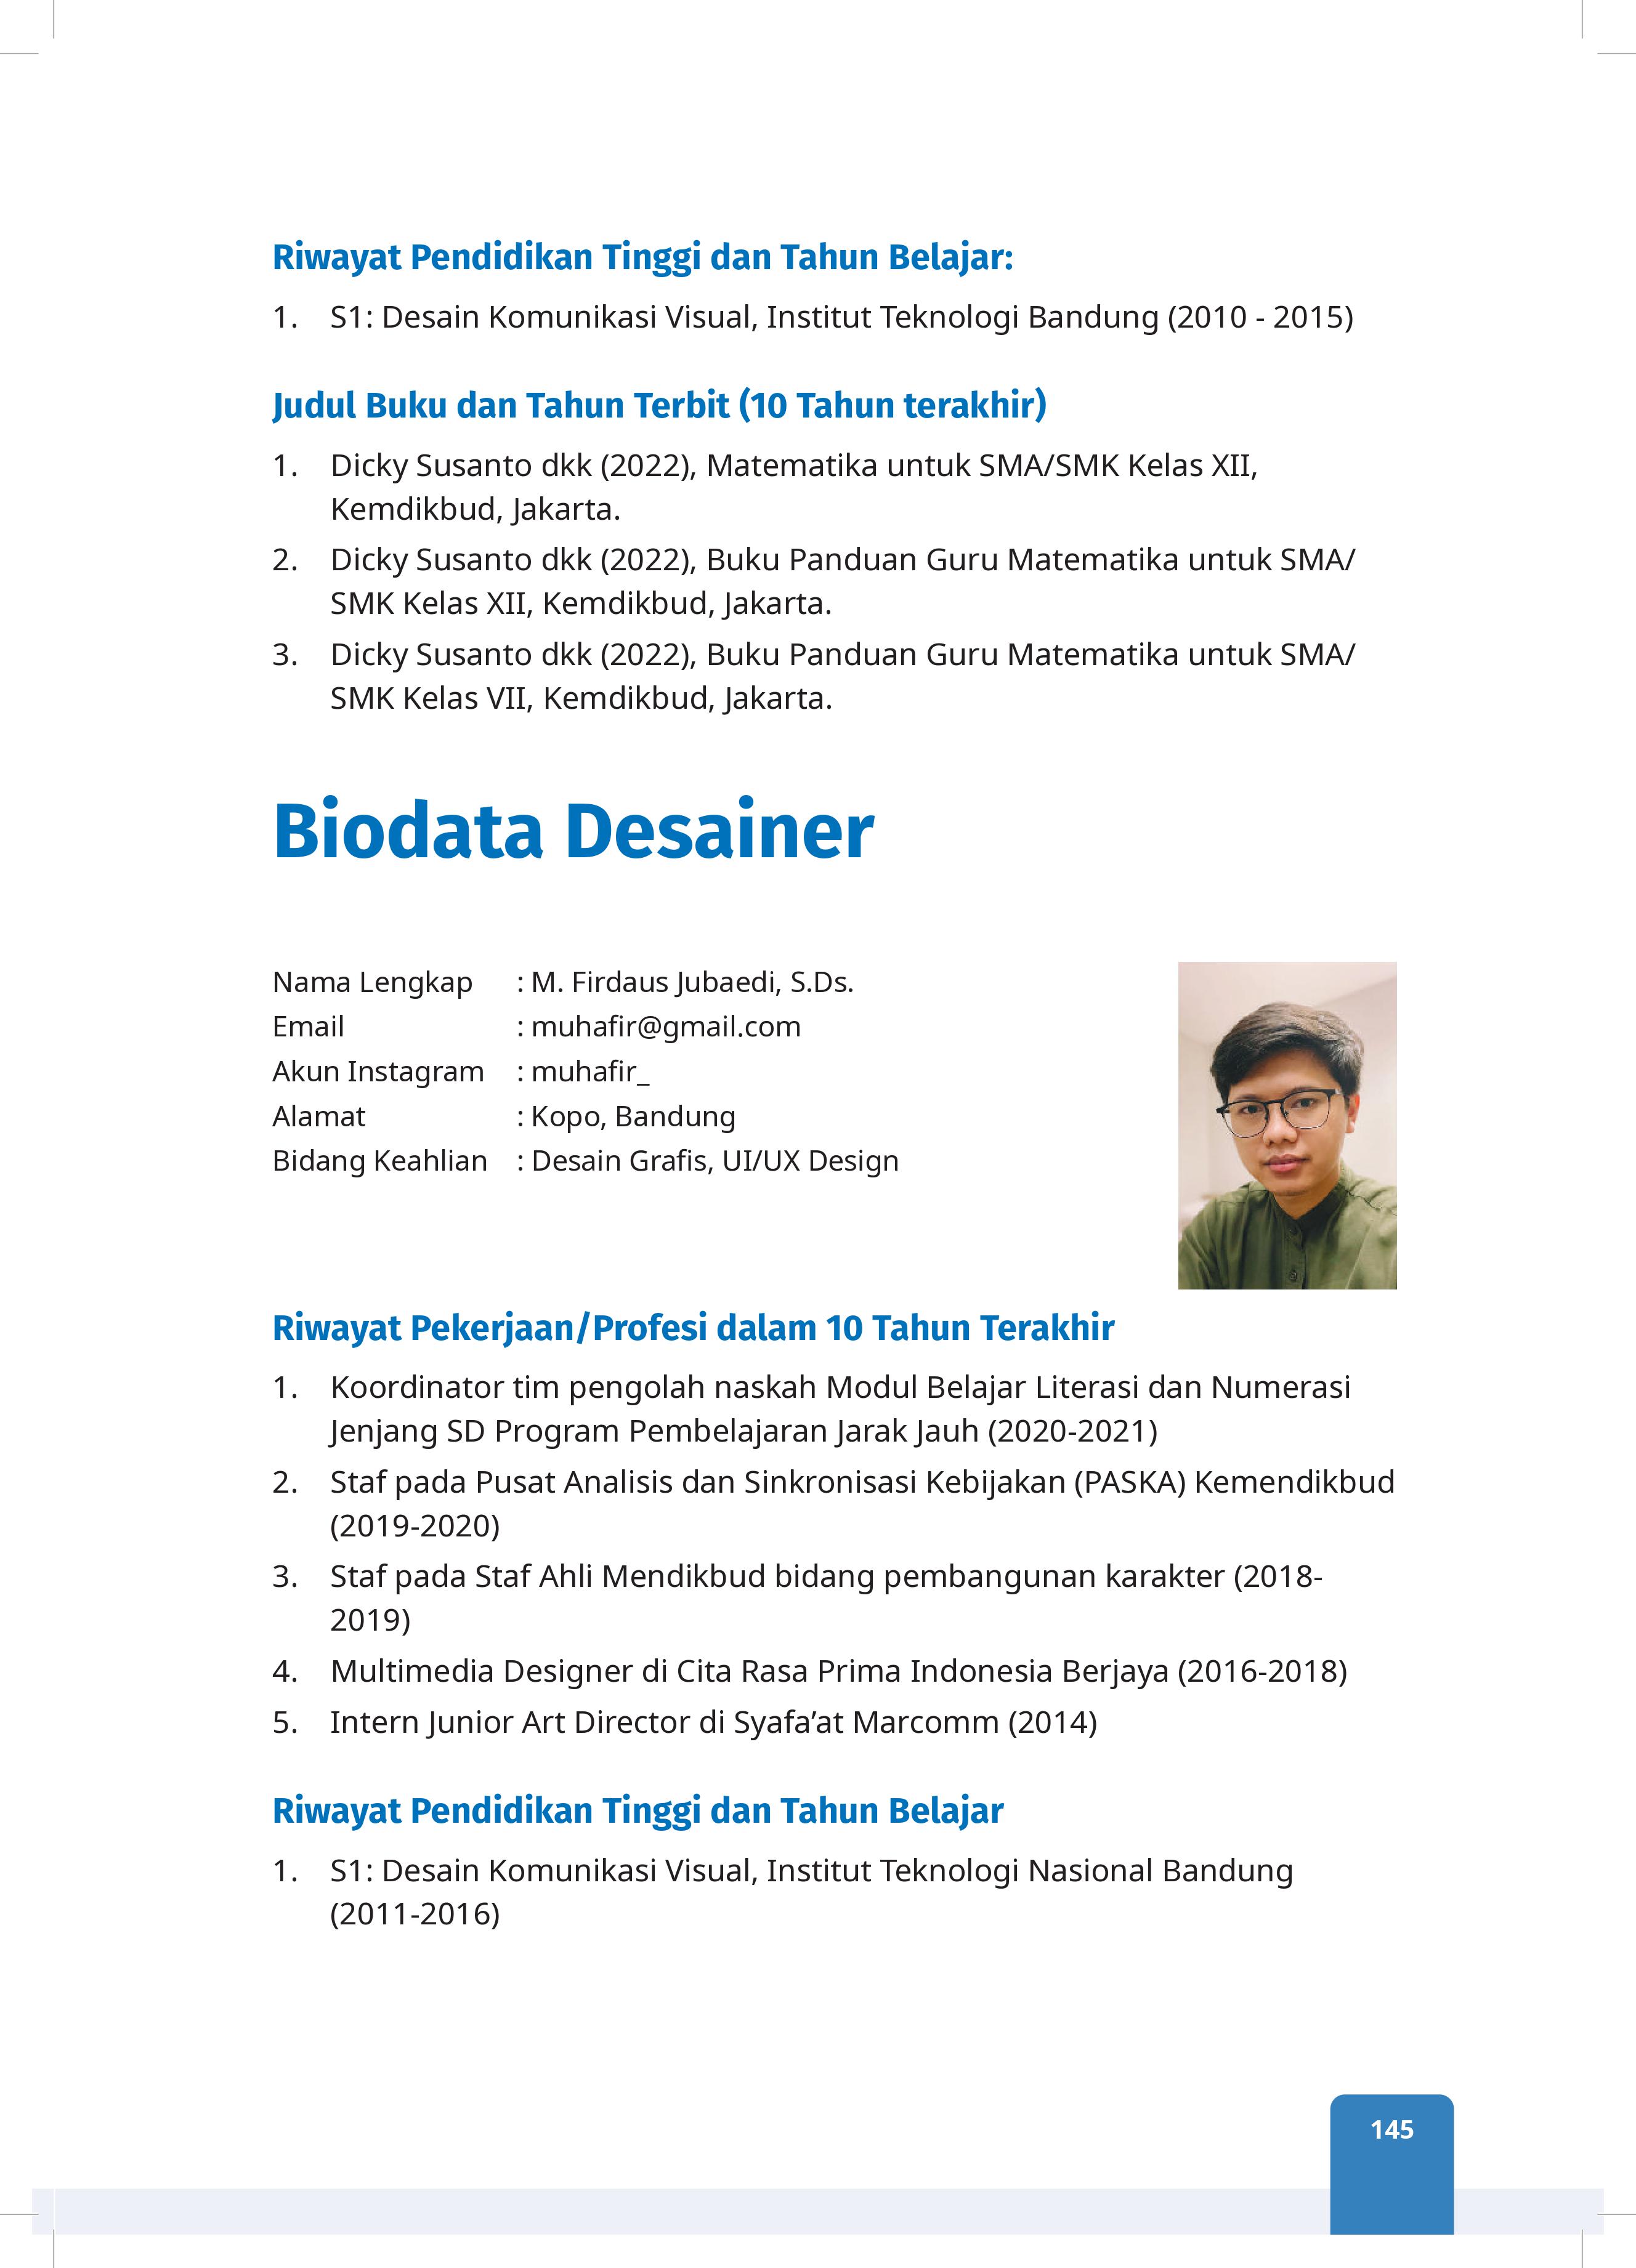 Riwayat Pendidikan Tinggi dan Tahun Belajar:
1. S1: Desain Komunikasi Visual, Institut Teknologi Bandung (2010 - 2015)
Judul Buku dan Tahun Terbit (10 Tahun terakhir)
1. Dicky Susanto dkk (2022), Matematika untuk SMA/SMK Kelas XII,
Kemdikbud, Jakarta.
2. Dicky Susanto dkk (2022), Buku Panduan Guru Matematika untuk SMA/
SMK Kelas XII, Kemdikbud, Jakarta.
3. Dicky Susanto dkk (2022), Buku Panduan Guru Matematika untuk SMA/
SMK Kelas VII, Kemdikbud, Jakarta.
Biodata Desainer
Nama Lengkap : M. Firdaus Jubaedi, S.Ds.
Email : muhafir@gmail.com
Akun Instagram : muhafir_
Alamat : Kopo, Bandung
Bidang Keahlian : Desain Grafis, UI/UX Design
Riwayat Pekerjaan/Profesi dalam 10 Tahun Terakhir
1. Koordinator tim pengolah naskah Modul Belajar Literasi dan Numerasi
Jenjang SD Program Pembelajaran Jarak Jauh (2020-2021)
2. Staf pada Pusat Analisis dan Sinkronisasi Kebijakan (PASKA) Kemendikbud
(2019-2020)
3. Staf pada Staf Ahli Mendikbud bidang pembangunan karakter (2018-
2019)
4. Multimedia Designer di Cita Rasa Prima Indonesia Berjaya (2016-2018)
5. Intern Junior Art Director di Syafa’at Marcomm (2014)
Riwayat Pendidikan Tinggi dan Tahun Belajar
1. S1: Desain Komunikasi Visual, Institut Teknologi Nasional Bandung
(2011-2016)
145